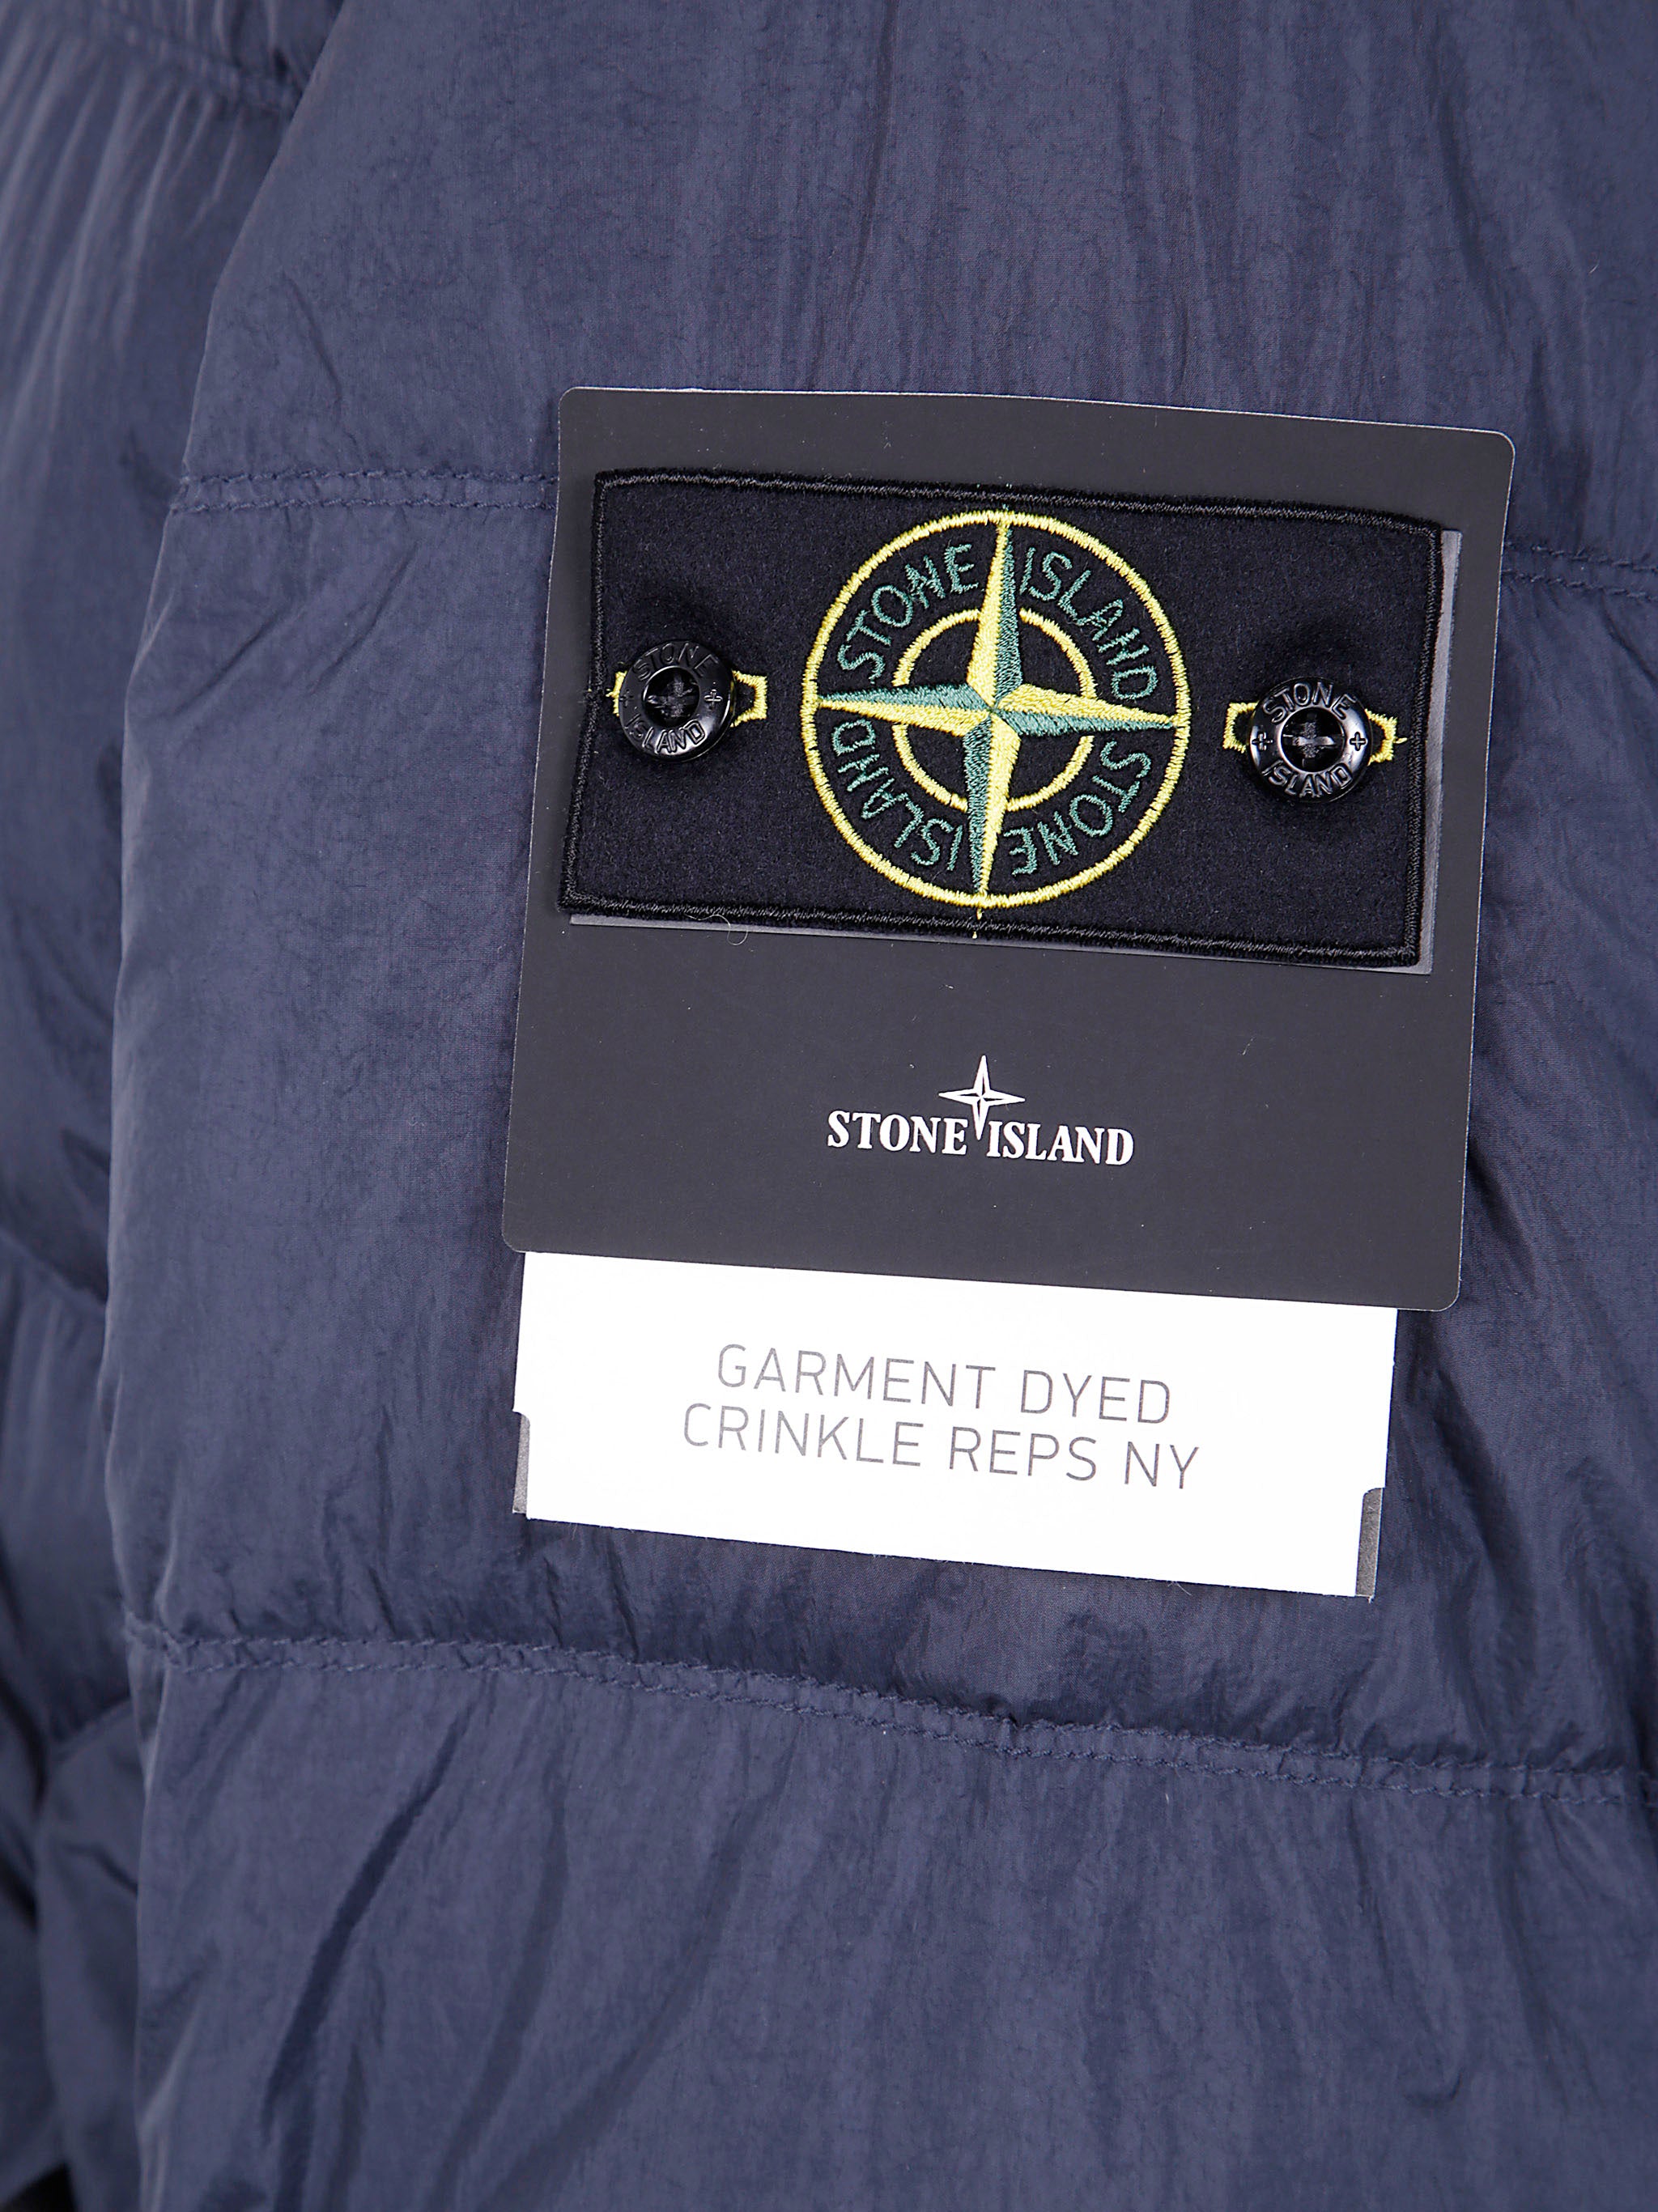 STONE ISLAND
STONE ISLAND
STONE
ISLAND
STONE
ISLAND
STONE ISLAND
GARMENT DYED
CRINKLE REPS NY